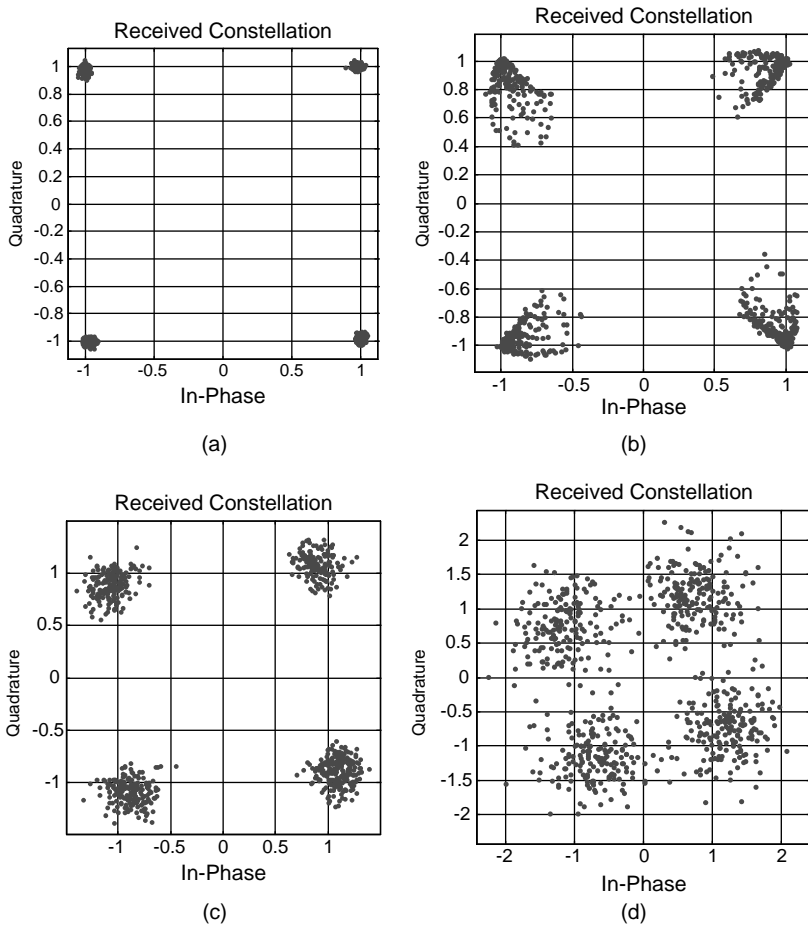 Received Constellation
1
0.8
0.6
0.4
0.2
0
-0.2
-0.4
-0.6
-0.8
-1
Quadrature
-1 -0.5 0 0.5 1
In-Phase
(a)
Received Constellation
1
0.8
0.6
0.4
0.2
0
-0.2
-0.4
-0.6
-0.8
-1
Quadrature
-1 -0.5 0 0.5 1
In-Phase
(b)
Received Constellation
1
0.5
0
-0.5
-1
Quadrature
-1 -0.5 0 0.5 1
In-Phase
(c)
Received Constellation
2
1.5
1
0.5
0
-0.5
-1
-1.5
-2
Quadrature
-2 -1 0 1 2
In-Phase
(d)